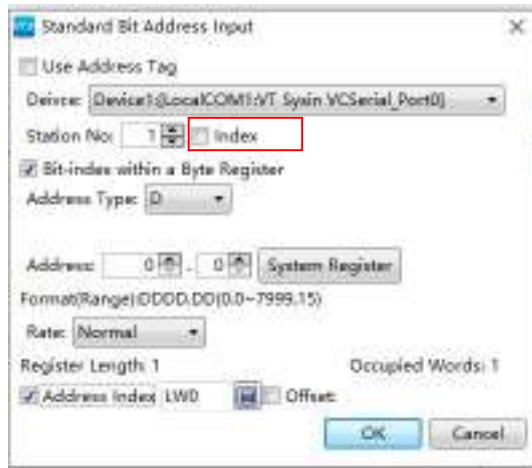 Standard Bit Address Input
Use Address Tag
Deivce: Device1:[LocalCOM1:VT Sysin VCSerial_Port0]
Station No: 1 Index
Bit-index within a Byte Register
Address Type: D
Address: 0 . 0 System Register
Format(Range):DDDD.DD(0.0~7999.15)
Rate: Normal
Register Length: 1 Occupied Words: 1
Address Index LW0 Offset:
OK Cancel